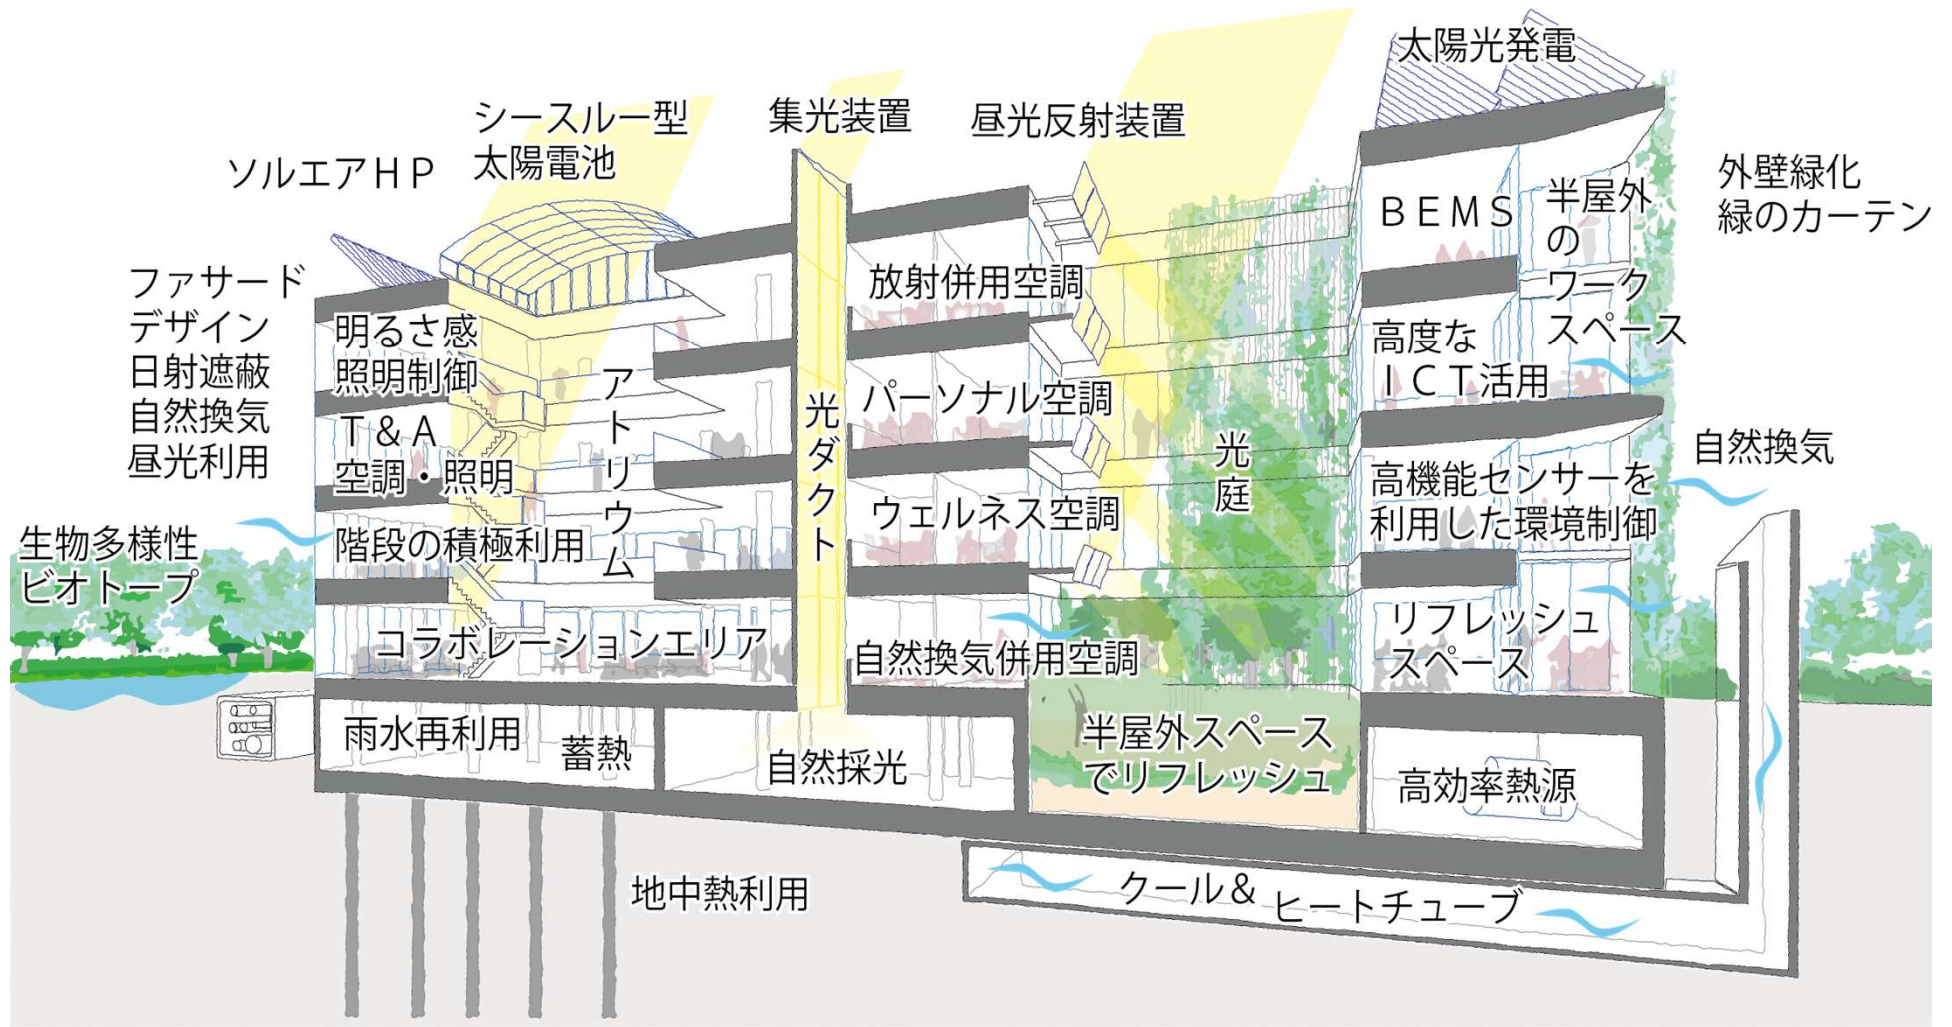 太陽光発電
シースルー型
太陽電池
集光装置
昼光反射装置
ソルエアＨＰ
外壁緑化
緑のカーテン
ＢＥＭＳ
半屋外
の
ワーク
スペース
ファサード
デザイン
日射遮蔽
自然換気
昼光利用
明るさ感
照明制御
Ｔ＆Ａ
空調・照明
階段の積極利用
アトリウム
光ダクト
放射併用空調
パーソナル空調
ウェルネス空調
自然換気併用空調
光庭
高度な
ＩＣＴ活用
高機能センサーを
利用した環境制御
自然換気
リフレッシュ
スペース
生物多様性
ビオトープ
コラボレーションエリア
雨水再利用
蓄熱
自然採光
半屋外スペース
でリフレッシュ
高効率熱源
地中熱利用
クール＆
ヒートチューブ